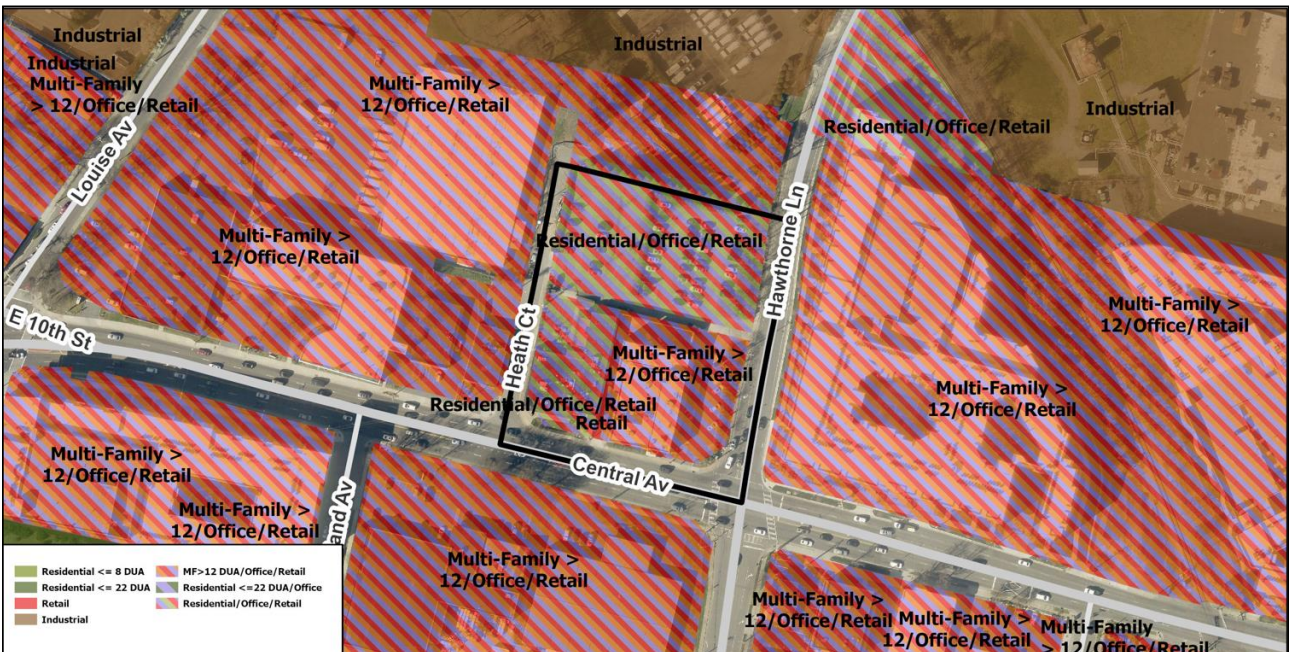 Industrial
Industrial
Multi-Family
> 12/Office/Retail
Louise Av
Multi-Family >
12/Office/Retail
Industrial
Residential/Office/Retail
Industrial
Multi-Family >
12/Office/Retail
Residential/Office/Retail
Hawthorne Ln
Heath Ct
E 10th St
Multi-Family >
12/Office/Retail
Residential/Office/Retail
Retail
Multi-Family >
12/Office/Retail
Multi-Family >
12/Office/Retail
Central Av
Multi-Family >
12/Office/Retail
Multi-Family >
12/Office/Retail
and Av
Multi-Family >
12/Office/Retail
Multi-Family >
12/Office/Retail
Multi-Family >
12/Office/Retail
Multi-Family
> 12/Office/Retail
Residential <= 8 DUA
Residential <= 22 DUA
Retail
Industrial
MF>12 DUA/Office/Retail
Residential <=22 DUA/Office
Residential/Office/Retail